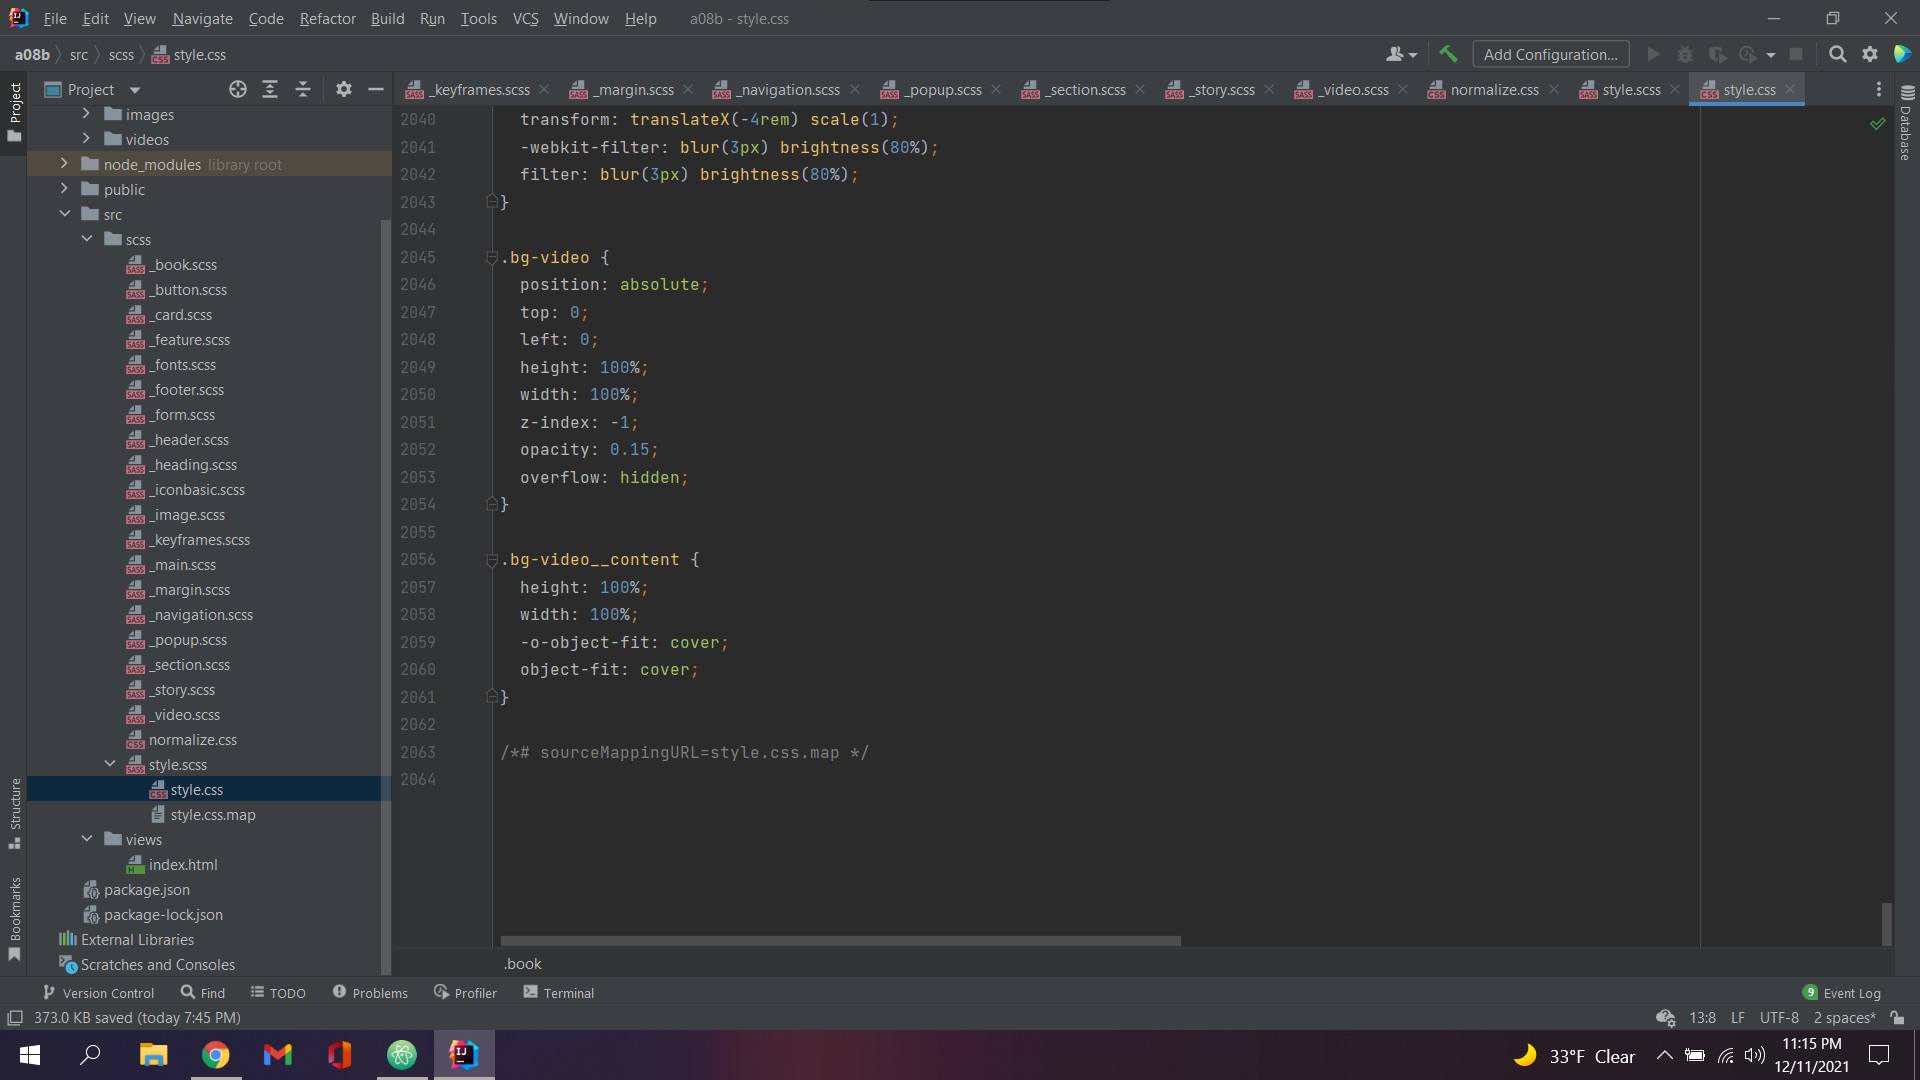 File Edit View Navigate Code Refactor Build Run Tools VCS Window Help a08b - style.css
a08b src scss style.css Add Configuration...
Project
_keyframes.scss _margin.scss _navigation.scss _popup.scss _section.scss _story.scss _video.scss normalize.css style.scss style.css
Project
Structure
Bookmarks
Database
images
videos
node_modules library root
public
src
scss
_book.scss
_button.scss
_card.scss
_feature.scss
_fonts.scss
_footer.scss
_form.scss
_header.scss
_heading.scss
_iconbasic.scss
_image.scss
_keyframes.scss
_main.scss
_margin.scss
_navigation.scss
_popup.scss
_section.scss
_story.scss
_video.scss
normalize.css
style.scss
style.css
style.css.map
views
index.html
package.json
package-lock.json
External Libraries
Scratches and Consoles
2040 transform: translateX(-4rem) scale(1);
2041 -webkit-filter: blur(3px) brightness(80%);
2042 filter: blur(3px) brightness(80%);
2043 }
2044
2045 .bg-video {
2046 position: absolute;
2047 top: 0;
2048 left: 0;
2049 height: 100%;
2050 width: 100%;
2051 z-index: -1;
2052 opacity: 0.15;
2053 overflow: hidden;
2054 }
2055
2056 .bg-video__content {
2057 height: 100%;
2058 width: 100%;
2059 -o-object-fit: cover;
2060 object-fit: cover;
2061 }
2062
2063 /*# sourceMappingURL=style.css.map */
2064
.book
Version Control Find TODO Problems Profiler Terminal 9 Event Log
373.0 KB saved (today 7:45 PM) 13:8 LF UTF-8 2 spaces*
33°F Clear 11:15 PM
12/11/2021